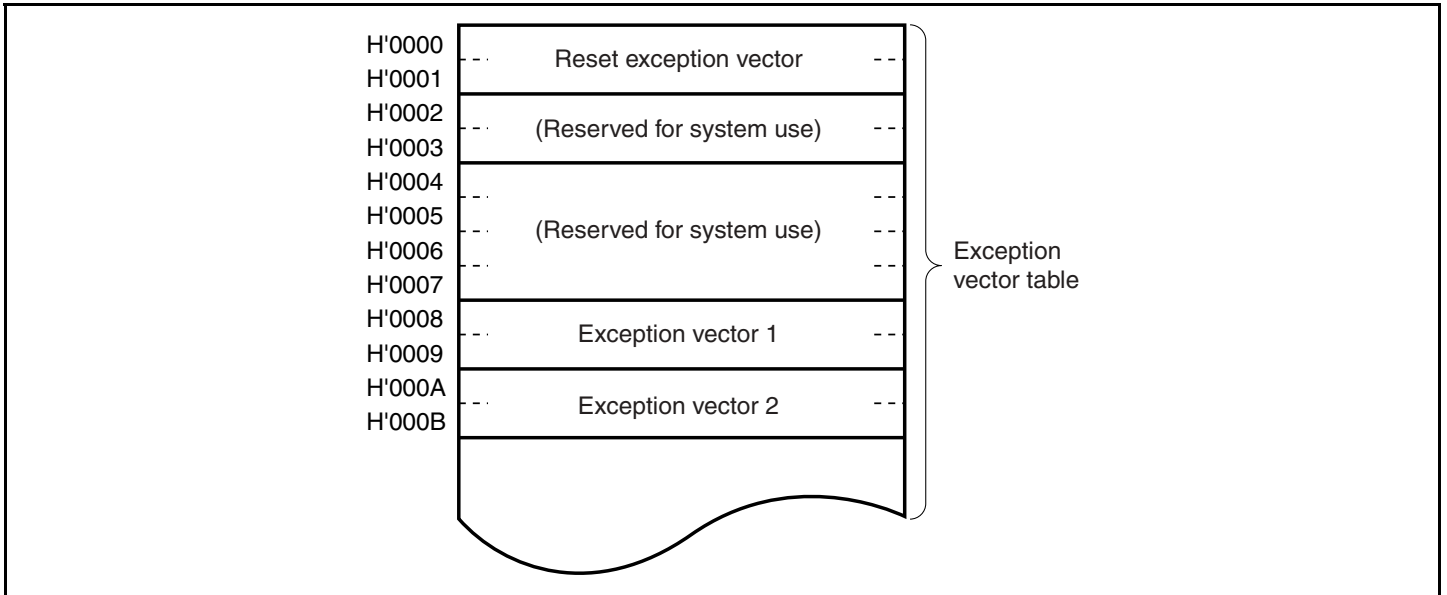 H'0000
Reset exception vector
H'0001
H'0002
(Reserved for system use)
H'0003
H'0004
H'0005
(Reserved for system use)
H'0006
Exception
vector table
H'0007
H'0008
Exception vector 1
H'0009
H'000A
Exception vector 2
H'000B